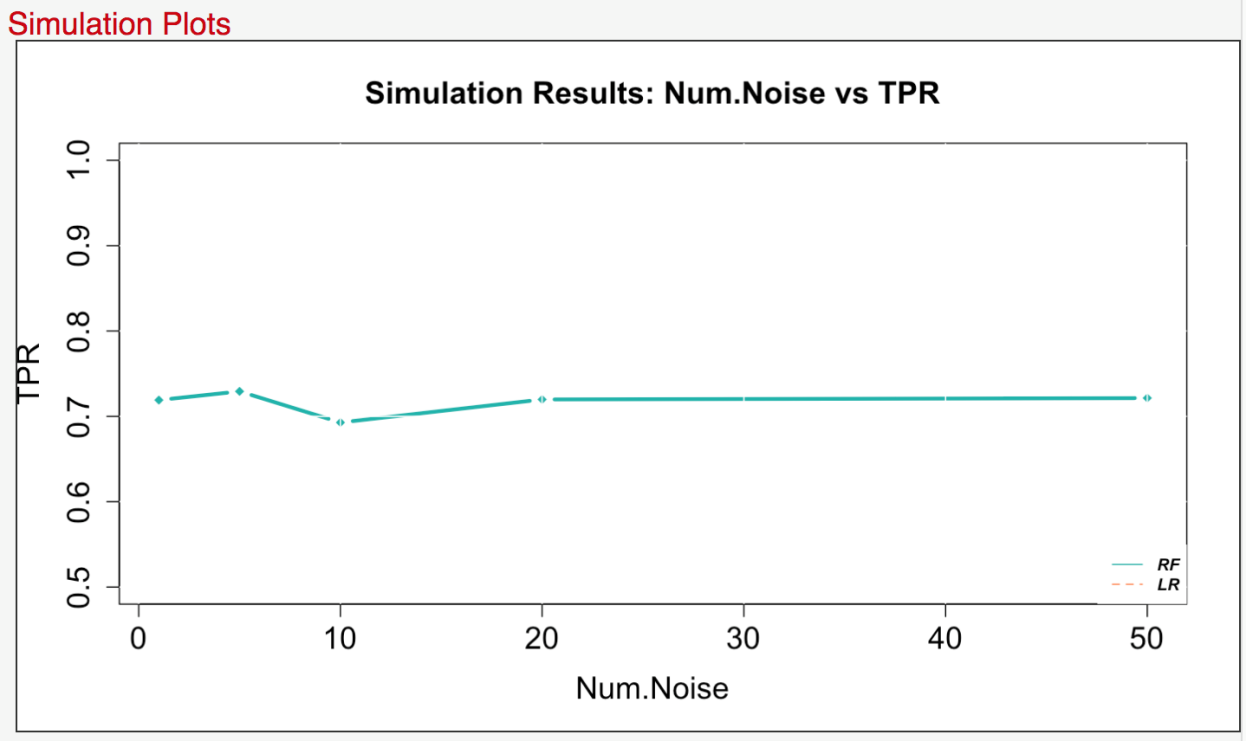 Simulation Plots
Simulation Results: Num.Noise vs TPR
1.0
0.9
0.8
0.7
0.6
0.5
TPR
RF
LR
0 10 20 30 40 50
Num.Noise